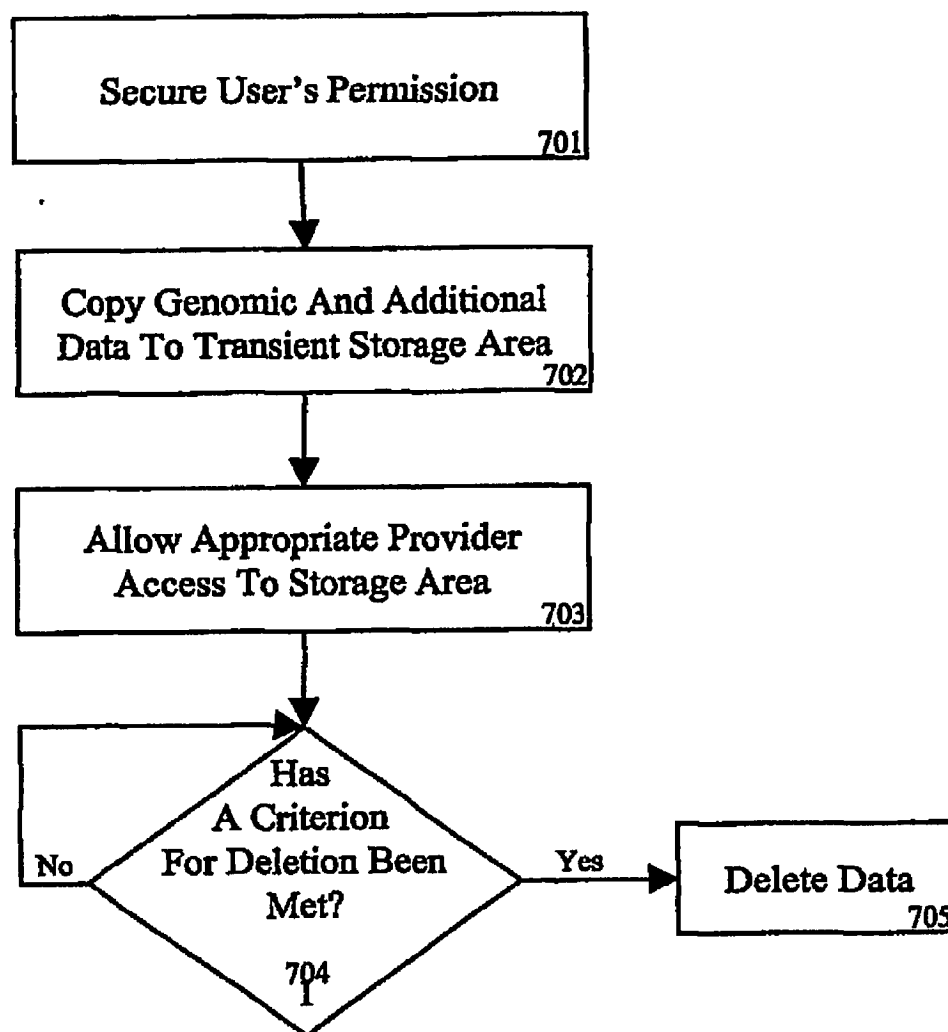 Secure User's Permission
701
Copy Genomic And Additional
Data To Transient Storage Area
702
Allow Appropriate Provider
Access To Storage Area
703
Has
A Criterion
For Deletion Been
Met?
704
No
Yes
Delete Data
705